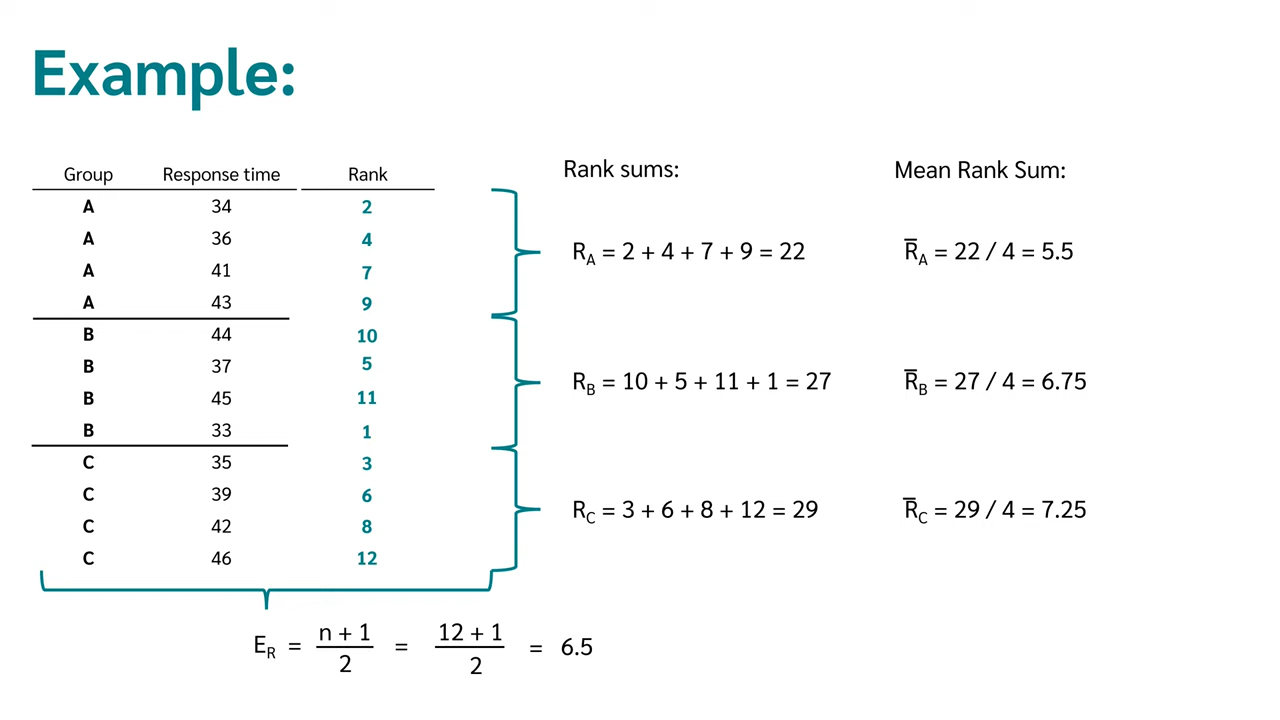 Example:
Group Response time Rank
A 34 2
A 36 4
A 41 7
A 43 9
B 44 10
B 37 5
B 45 11
B 33 1
C 35 3
C 39 6
C 42 8
C 46 12
Rank sums:
R_A = 2 + 4 + 7 + 9 = 22
R_B = 10 + 5 + 11 + 1 = 27
R_C = 3 + 6 + 8 + 12 = 29
Mean Rank Sum:
R̅_A = 22 / 4 = 5.5
R̅_B = 27 / 4 = 6.75
R̅_C = 29 / 4 = 7.25
E_R = (n + 1) / 2 = (12 + 1) / 2 = 6.5